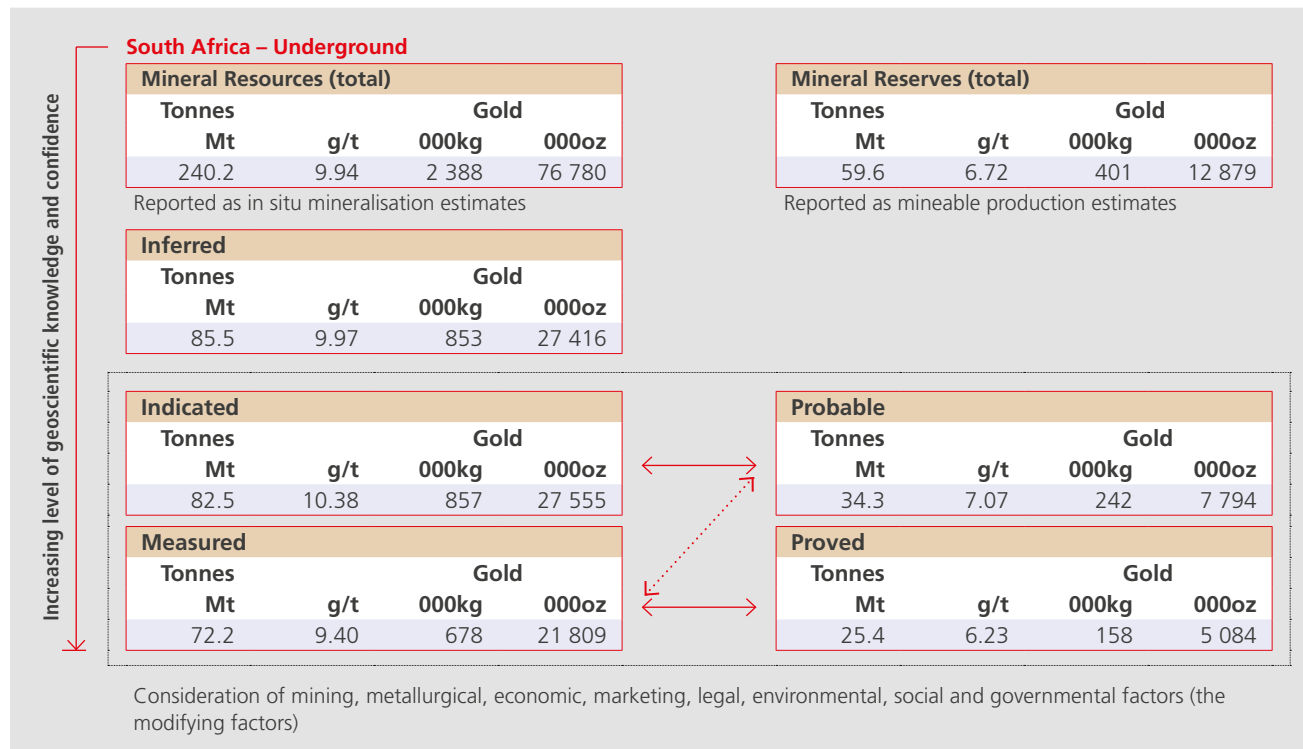 South Africa – Underground
Increasing level of geoscientific knowledge and confidence
Mineral Resources (total)
Tonnes Gold
Mt g/t 000kg 000oz
240.2 9.94 2 388 76 780
Reported as in situ mineralisation estimates
Mineral Reserves (total)
Tonnes Gold
Mt g/t 000kg 000oz
59.6 6.72 401 12 879
Reported as mineable production estimates
Inferred
Tonnes Gold
Mt g/t 000kg 000oz
85.5 9.97 853 27 416
Indicated
Tonnes Gold
Mt g/t 000kg 000oz
82.5 10.38 857 27 555
Probable
Tonnes Gold
Mt g/t 000kg 000oz
34.3 7.07 242 7 794
Measured
Tonnes Gold
Mt g/t 000kg 000oz
72.2 9.40 678 21 809
Proved
Tonnes Gold
Mt g/t 000kg 000oz
25.4 6.23 158 5 084
Consideration of mining, metallurgical, economic, marketing, legal, environmental, social and governmental factors (the
modifying factors)